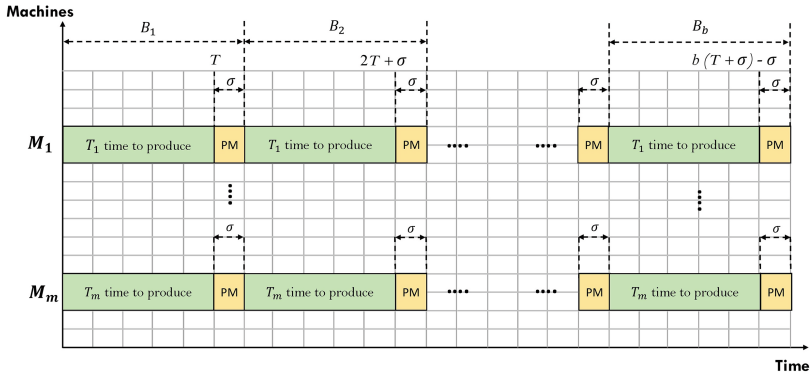 Machines
B₁ B₂ B_b
T 2T + σ b (T + σ) - σ
σ σ σ σ
M₁ T₁ time to produce PM T₁ time to produce PM PM T₁ time to produce PM
σ σ σ σ
Mₘ Tₘ time to produce PM Tₘ time to produce PM PM Tₘ time to produce PM
Time